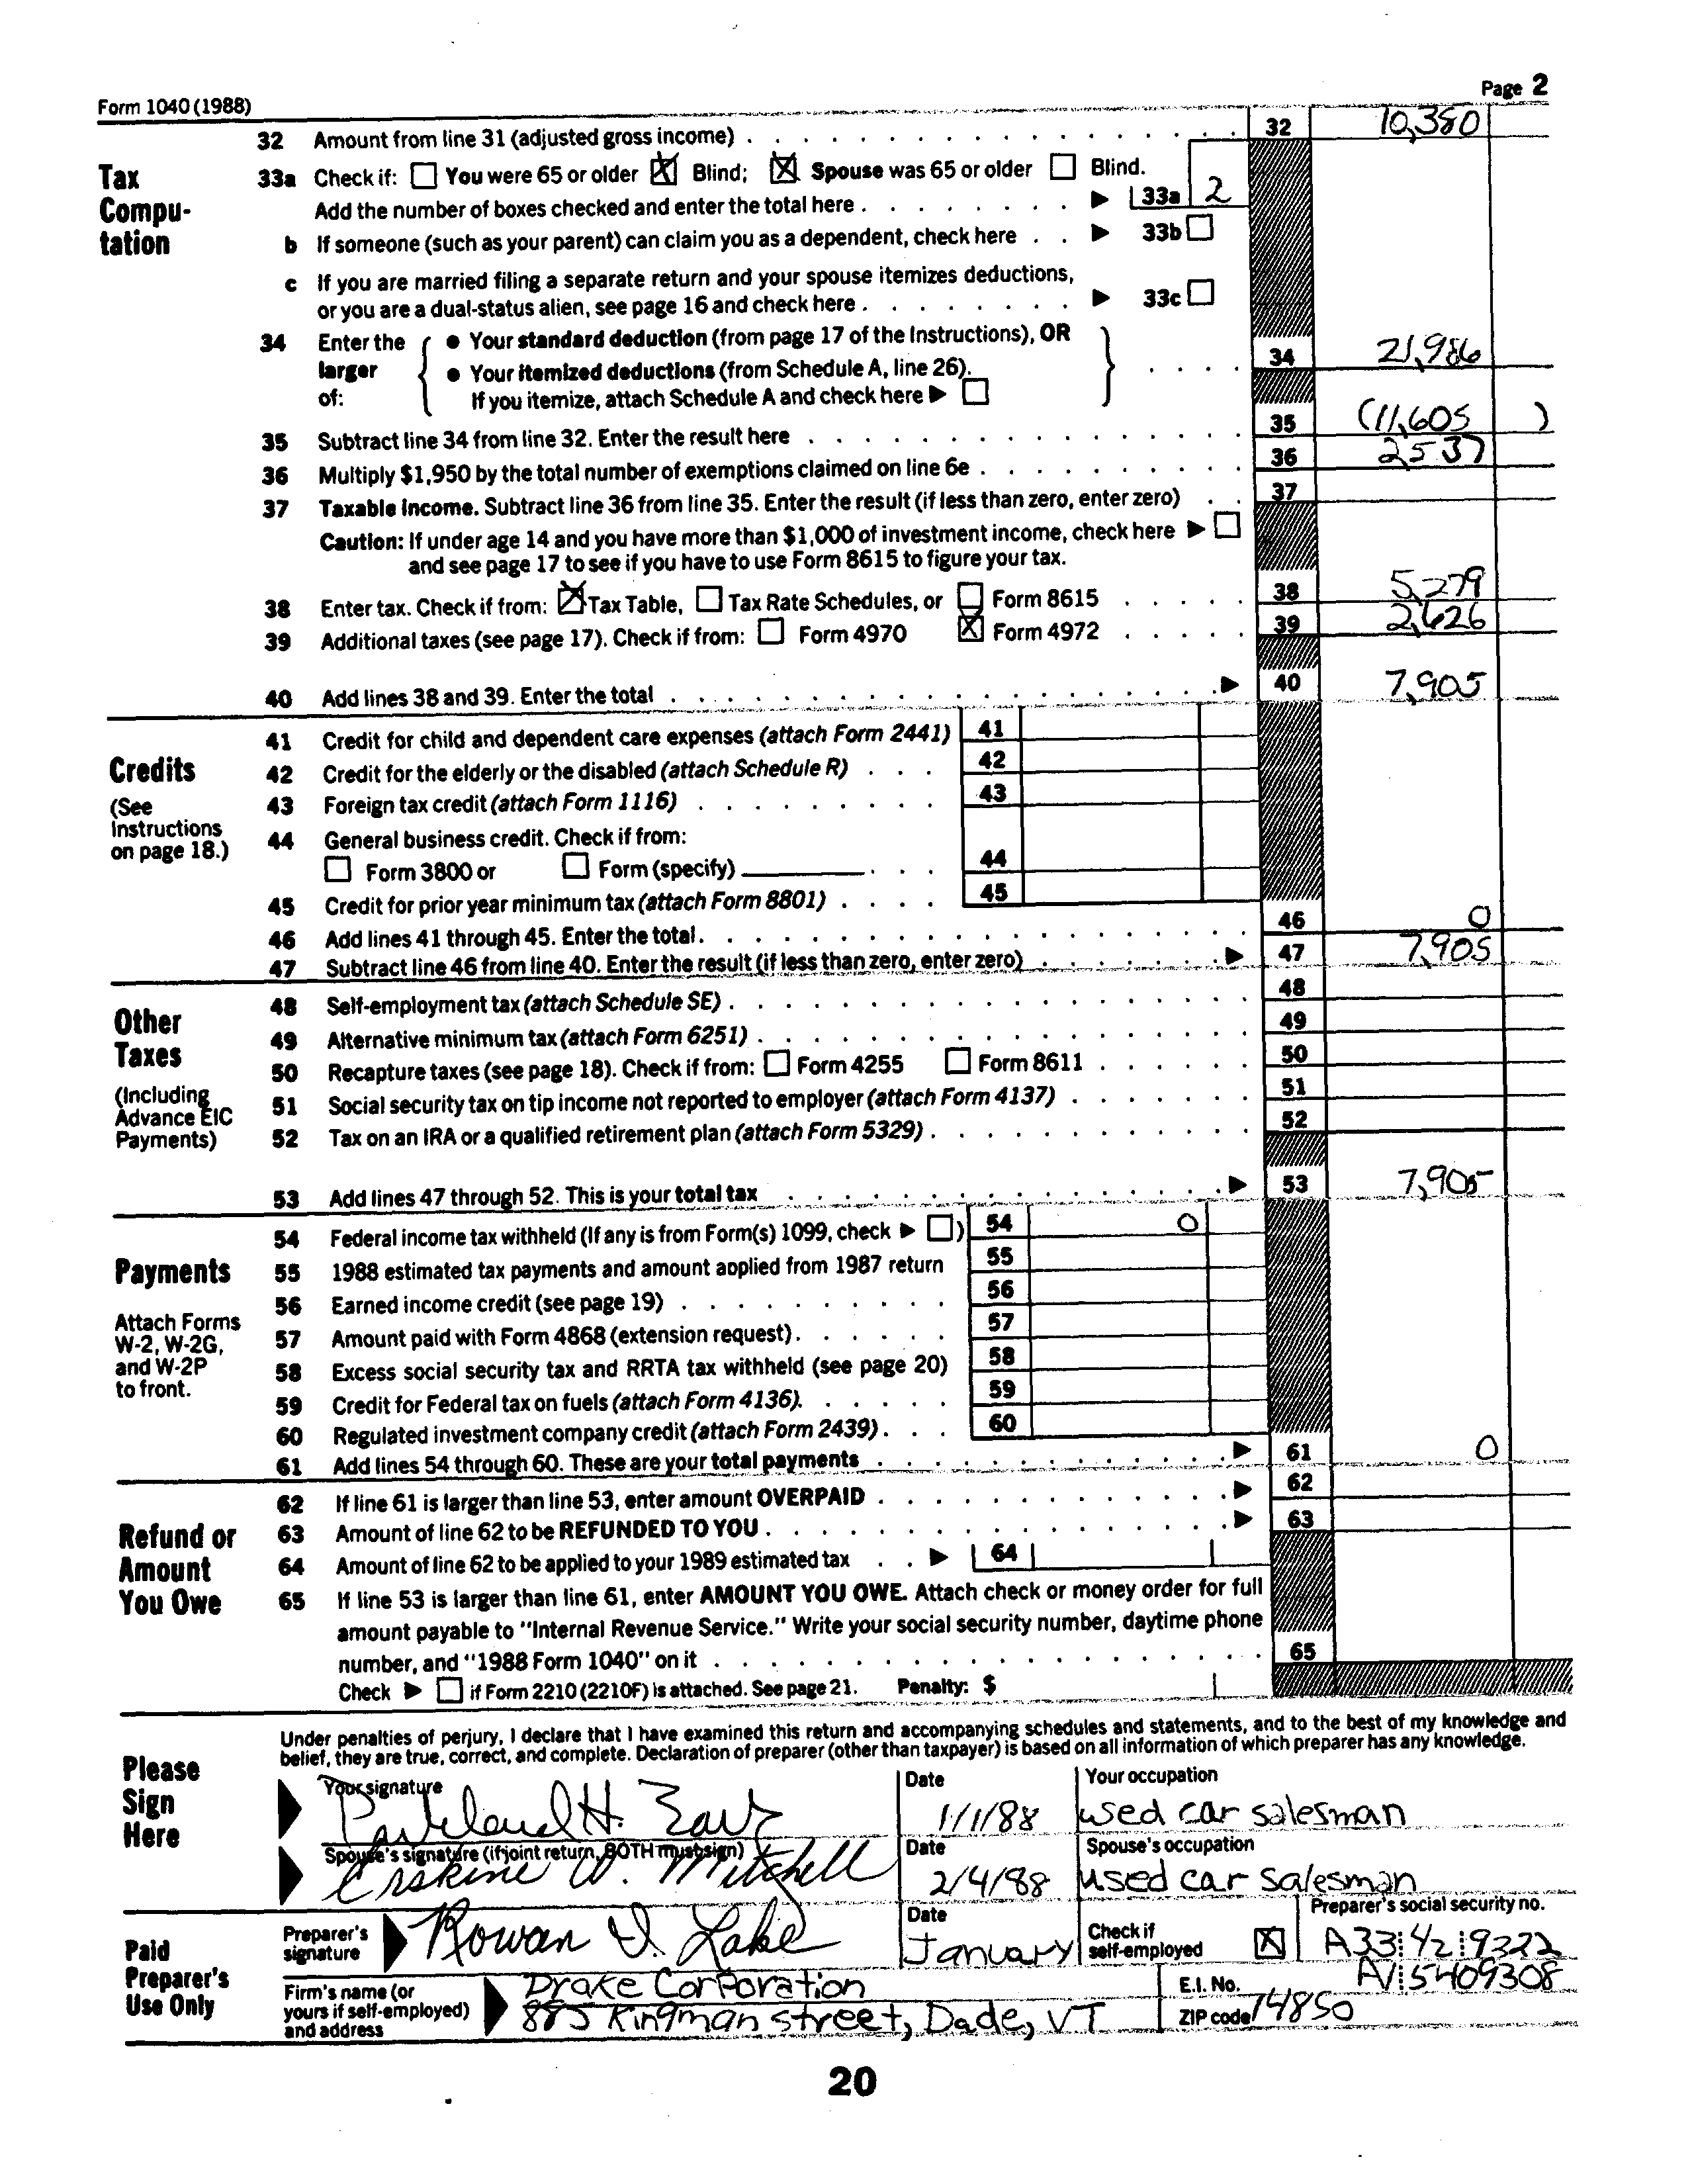 Form 1040 (1988) Page 2
32 Amount from line 31 (adjusted gross income) 32 10,380
Tax Compu-tation
33a Check if: You were 65 or older X Blind; X Spouse was 65 or older Blind.
Add the number of boxes checked and enter the total here 33a 2
b If someone (such as your parent) can claim you as a dependent, check here 33b
c If you are married filing a separate return and your spouse itemizes deductions,
or you are a dual-status alien, see page 16 and check here 33c
34 Enter the larger of: { • Your standard deduction (from page 17 of the Instructions), OR
• Your itemized deductions (from Schedule A, line 26). } 34 21,986
If you itemize, attach Schedule A and check here
35 Subtract line 34 from line 32. Enter the result here 35 (11,605 )
36 Multiply $1,950 by the total number of exemptions claimed on line 6e 36 2537
37 Taxable income. Subtract line 36 from line 35. Enter the result (if less than zero, enter zero) 37
Caution: If under age 14 and you have more than $1,000 of investment income, check here
and see page 17 to see if you have to use Form 8615 to figure your tax.
38 Enter tax. Check if from: X Tax Table, Tax Rate Schedules, or Form 8615 38 5,279
39 Additional taxes (see page 17). Check if from: Form 4970 X Form 4972 39 2,626
40 Add lines 38 and 39. Enter the total 40 7,905
Credits
(See Instructions on page 18.)
41 Credit for child and dependent care expenses (attach Form 2441) 41
42 Credit for the elderly or the disabled (attach Schedule R) 42
43 Foreign tax credit (attach Form 1116) 43
44 General business credit. Check if from:
Form 3800 or Form (specify) 44
45 Credit for prior year minimum tax (attach Form 8801) 45
46 Add lines 41 through 45. Enter the total. 46 0
47 Subtract line 46 from line 40. Enter the result (if less than zero, enter zero) 47 7,905
Other Taxes
(Including Advance EIC Payments)
48 Self-employment tax (attach Schedule SE) 48
49 Alternative minimum tax (attach Form 6251) 49
50 Recapture taxes (see page 18). Check if from: Form 4255 Form 8611 50
51 Social security tax on tip income not reported to employer (attach Form 4137) 51
52 Tax on an IRA or a qualified retirement plan (attach Form 5329) 52
53 Add lines 47 through 52. This is your total tax 53 7,905
Payments
Attach Forms W-2, W-2G, and W-2P to front.
54 Federal income tax withheld (If any is from Form(s) 1099, check ) 54 0
55 1988 estimated tax payments and amount applied from 1987 return 55
56 Earned income credit (see page 19) 56
57 Amount paid with Form 4868 (extension request) 57
58 Excess social security tax and RRTA tax withheld (see page 20) 58
59 Credit for Federal tax on fuels (attach Form 4136). 59
60 Regulated investment company credit (attach Form 2439) 60
61 Add lines 54 through 60. These are your total payments 61 0
Refund or Amount You Owe
62 If line 61 is larger than line 53, enter amount OVERPAID 62
63 Amount of line 62 to be REFUNDED TO YOU 63
64 Amount of line 62 to be applied to your 1989 estimated tax 64
65 If line 53 is larger than line 61, enter AMOUNT YOU OWE. Attach check or money order for full
amount payable to "Internal Revenue Service." Write your social security number, daytime phone
number, and "1988 Form 1040" on it 65
Check if Form 2210 (2210F) is attached. See page 21. Penalty: $
Please Sign Here
Under penalties of perjury, I declare that I have examined this return and accompanying schedules and statements, and to the best of my knowledge and
belief, they are true, correct, and complete. Declaration of preparer (other than taxpayer) is based on all information of which preparer has any knowledge.
Your signature Date Your occupation
H. 1/1/88 used car salesman
Spouse's signature (if joint return, BOTH must sign) Date Spouse's occupation
Erskine W. Mitchell 2/4/88 used car salesman
Paid Preparer's Use Only
Preparer's signature Rowan D. Lake Date January Check if self-employed X Preparer's social security no. A33 42 9322
Firm's name (or yours if self-employed) and address Drake Corporation E.I. No. AV 5409308
885 Kingman street, Dade, VT ZIP code 14850
20